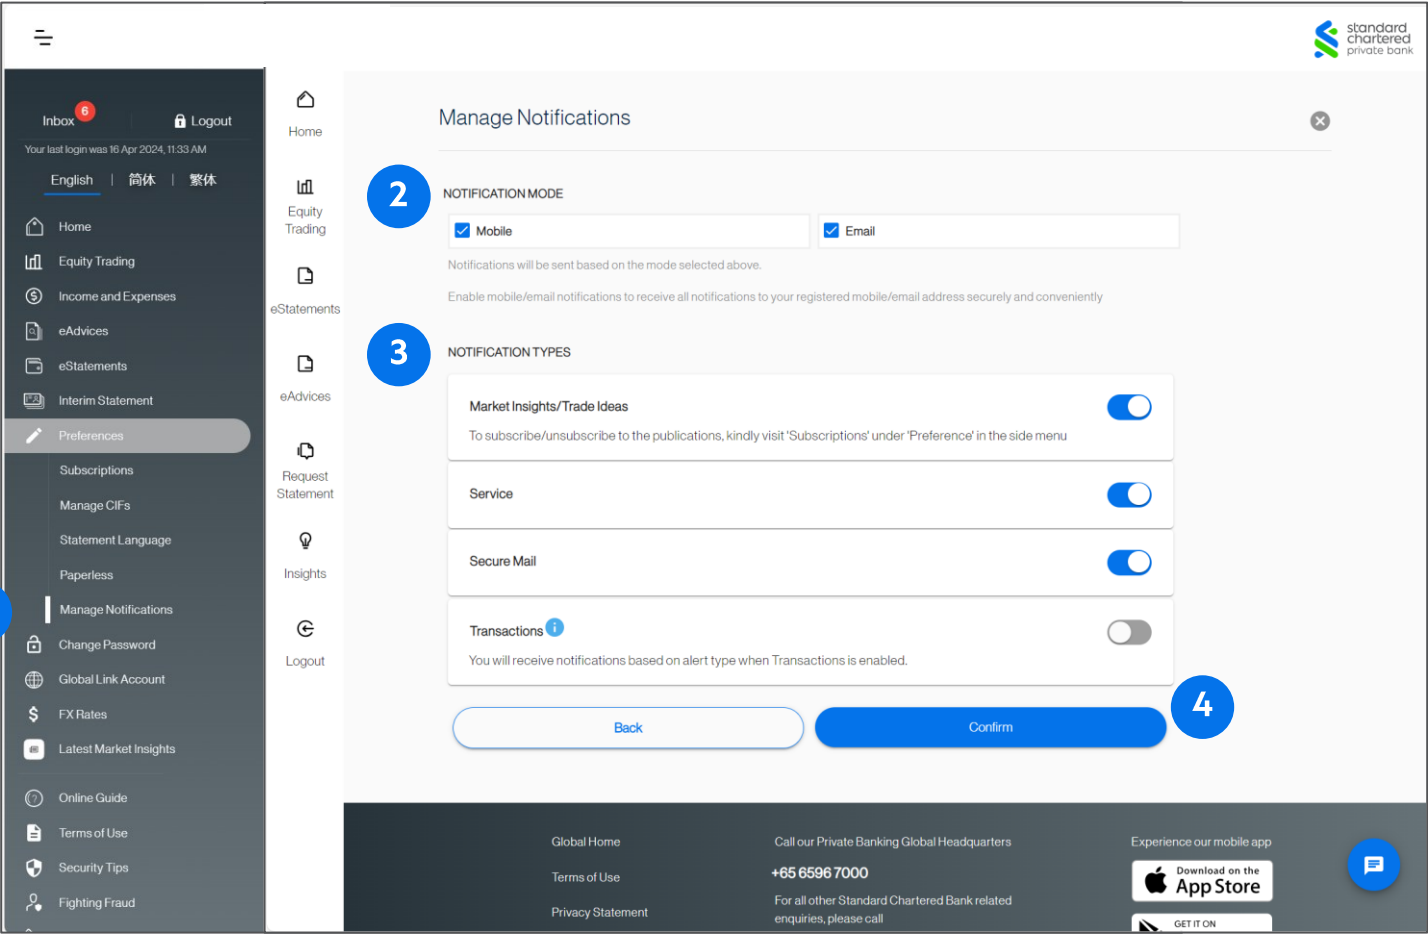 standard
chartered
private bank
Inbox 6
Logout
Your last login was 16 Apr 2024, 11:33 AM
English | 简体 | 繁体
Home
Equity Trading
Income and Expenses
eAdvices
eStatements
Interim Statement
Preferences
Subscriptions
Manage CIFs
Statement Language
Paperless
Manage Notifications
Change Password
Global Link Account
FX Rates
Latest Market Insights
Online Guide
Terms of Use
Security Tips
Fighting Fraud
Home
Equity
Trading
eStatements
eAdvices
Request
Statement
Insights
Logout
Manage Notifications
2
NOTIFICATION MODE
Mobile
Email
Notifications will be sent based on the mode selected above.
Enable mobile/email notifications to receive all notifications to your registered mobile/email address securely and conveniently
3
NOTIFICATION TYPES
Market Insights/Trade Ideas
To subscribe/unsubscribe to the publications, kindly visit 'Subscriptions' under 'Preference' in the side menu
Service
Secure Mail
Transactions i
You will receive notifications based on alert type when Transactions is enabled.
4
Back
Confirm
Global Home
Terms of Use
Privacy Statement
Call our Private Banking Global Headquarters
+65 6596 7000
For all other Standard Chartered Bank related
enquiries, please call
Experience our mobile app
Download on the
App Store
GET IT ON